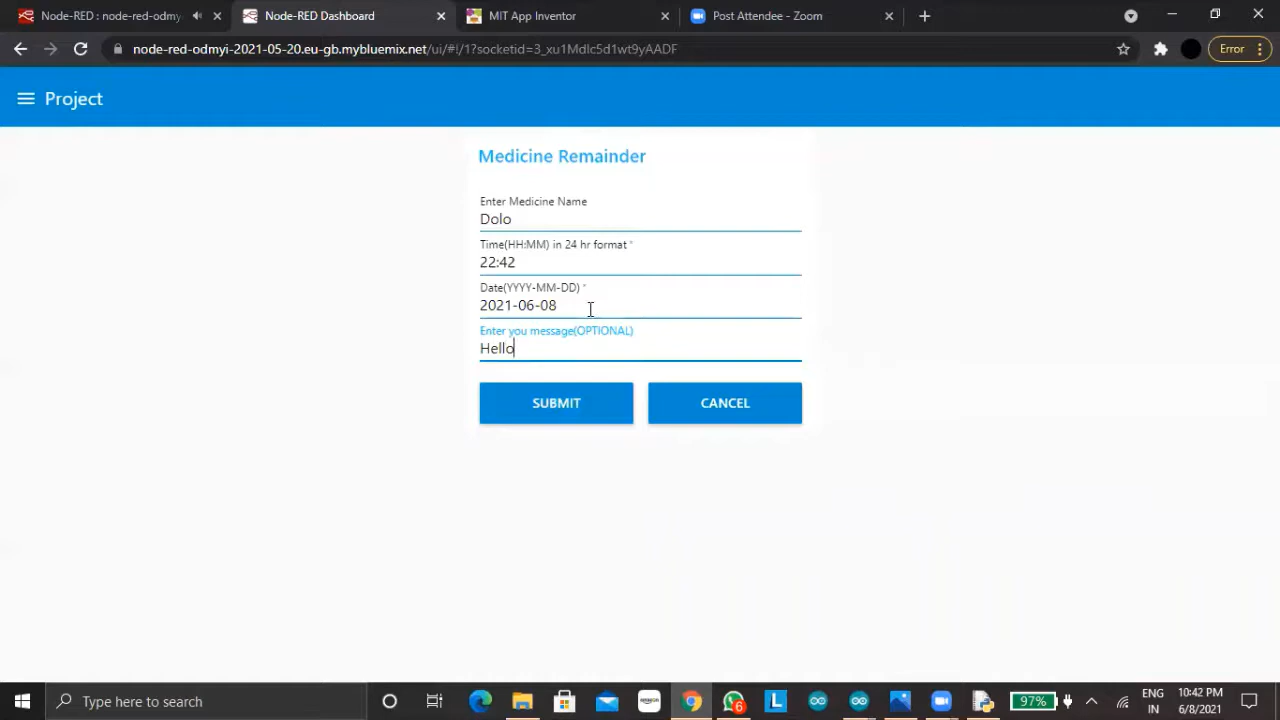 Node-RED : node-red-odmy
Node-RED Dashboard
MIT App Inventor
Post Attendee - Zoom
node-red-odmyi-2021-05-20.eu-gb.mybluemix.net/ui/#!/1?socketid=3_xu1Mdlc5d1wt9yAADF
Error
Project
Medicine Remainder
Enter Medicine Name
Dolo
Time(HH:MM) in 24 hr format *
22:42
Date(YYYY-MM-DD) *
2021-06-08
Enter you message(OPTIONAL)
Hello
SUBMIT
CANCEL
Type here to search
amazon
6
L
97%
ENG
IN
10:42 PM
6/8/2021